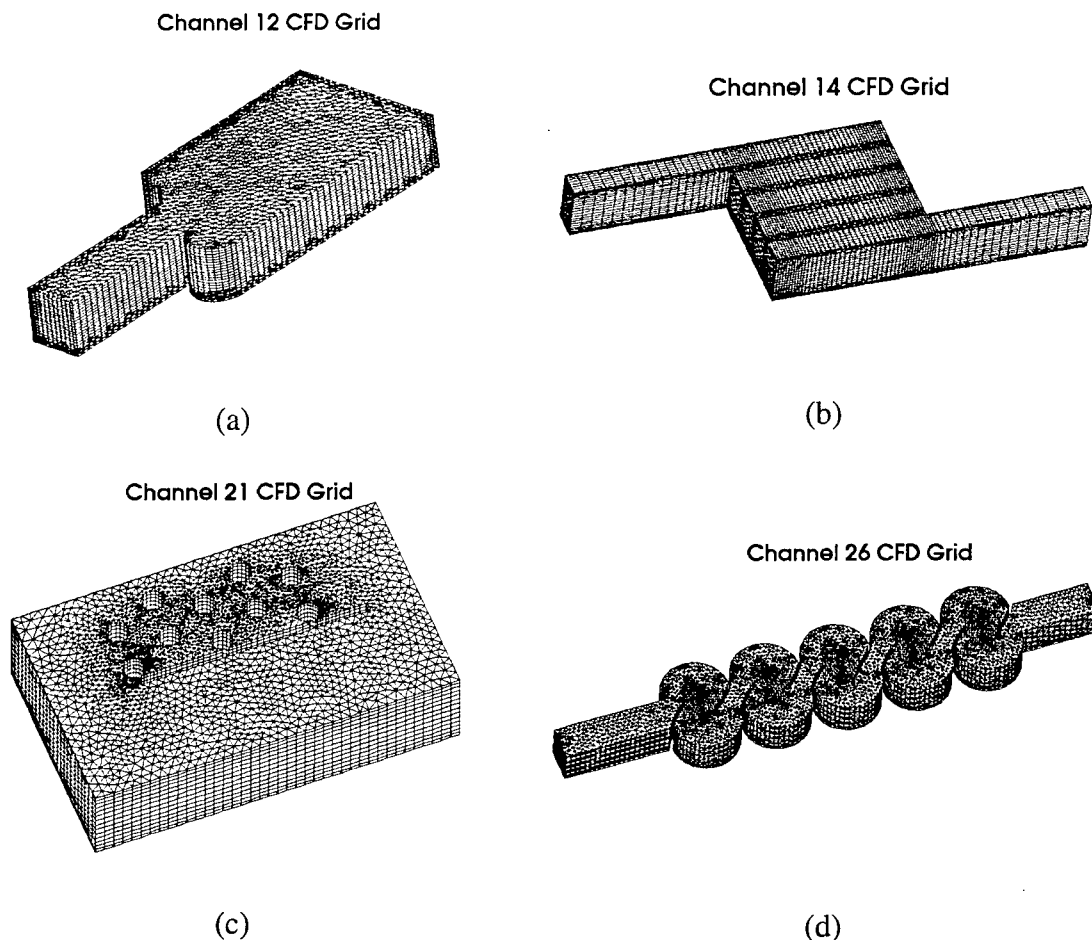 Channel 12 CFD Grid
Channel 14 CFD Grid
(a)
(b)
Channel 21 CFD Grid
Channel 26 CFD Grid
(c)
(d)